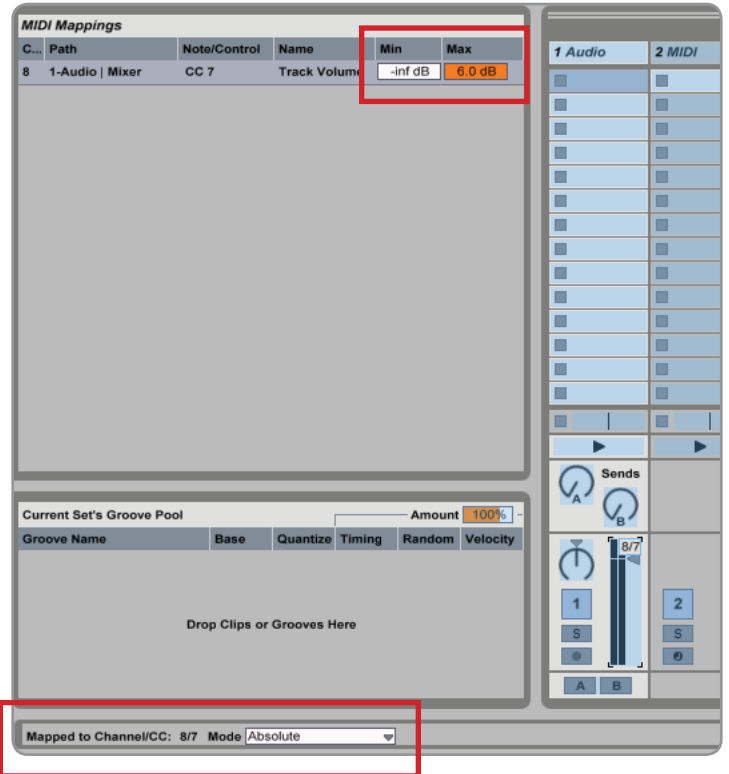 MIDI Mappings
C... Path Note/Control Name Min Max
8 1-Audio | Mixer CC 7 Track Volume -inf dB 6.0 dB
1 Audio 2 MIDI
Sends
A
B
Current Set's Groove Pool Amount 100%
Groove Name Base Quantize Timing Random Velocity
Drop Clips or Grooves Here
8/7
1 2
S S
A B
Mapped to Channel/CC: 8/7 Mode Absolute